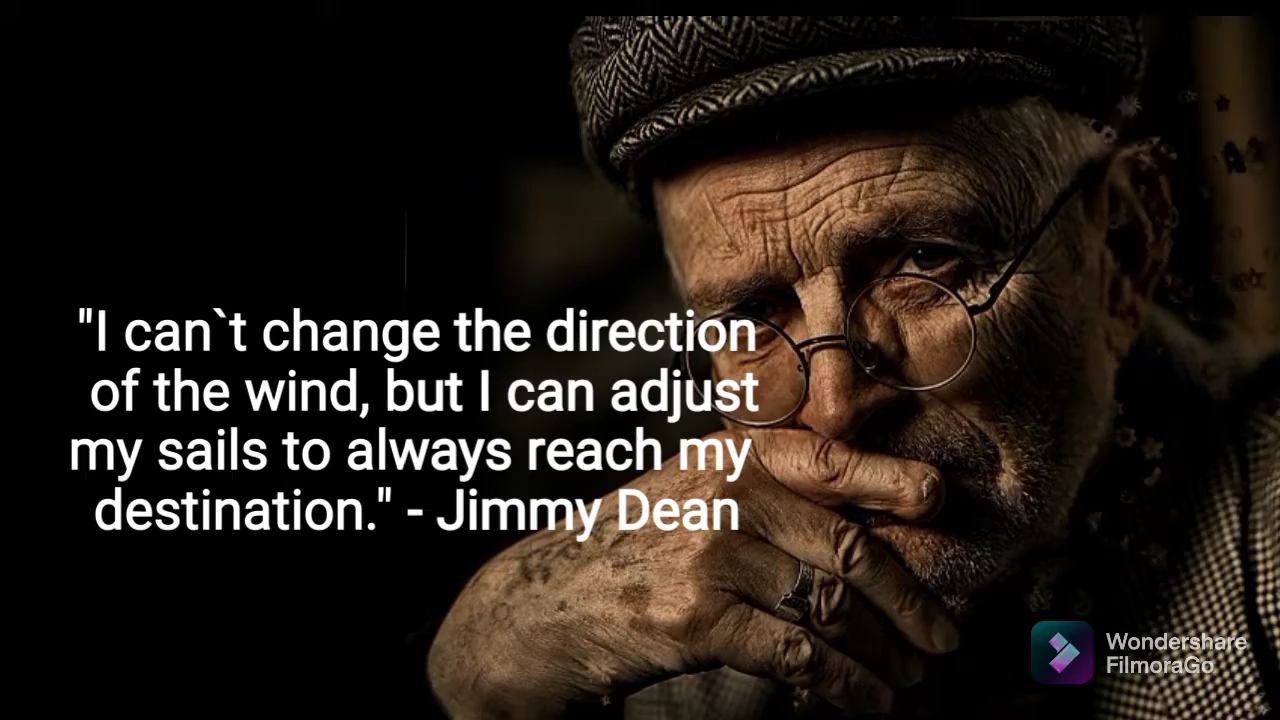 "I can`t change the direction
of the wind, but I can adjust
my sails to always reach my
destination." - Jimmy Dean
Wondershare
FilmoraGo